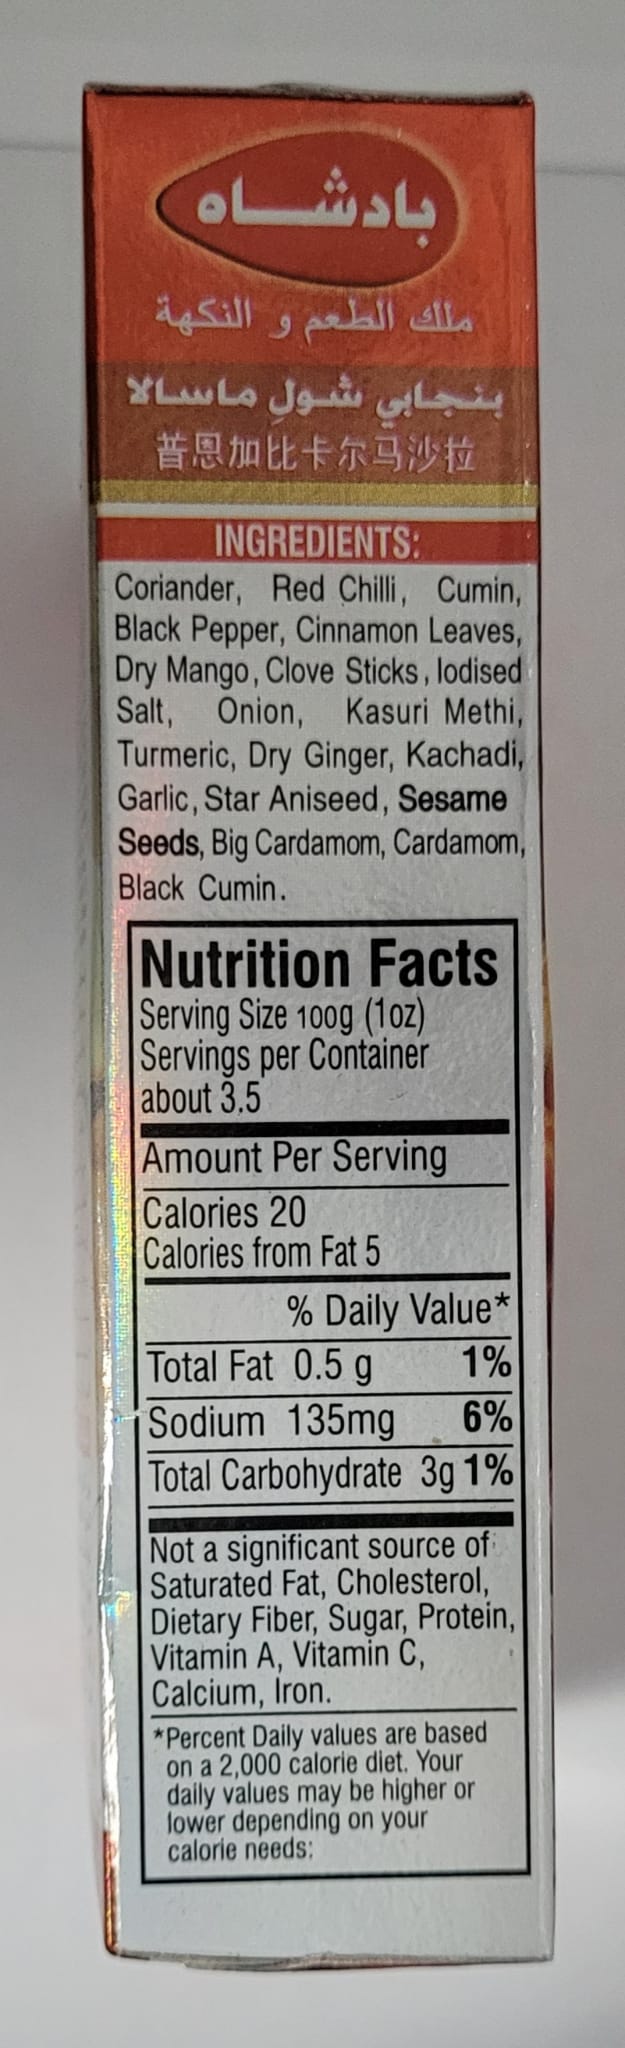 بادشاه
ملك الطعم و النكهة
بنجابي شولِ ماسالا
普恩加比卡尔马沙拉
INGREDIENTS:
Coriander, Red Chilli, Cumin,
Black Pepper, Cinnamon Leaves,
Dry Mango, Clove Sticks, Iodised
Salt, Onion, Kasuri Methi,
Turmeric, Dry Ginger, Kachadi,
Garlic, Star Aniseed, Sesame
Seeds, Big Cardamom, Cardamom,
Black Cumin.
Nutrition Facts
Serving Size 100g (1oz)
Servings per Container
about 3.5
Amount Per Serving
Calories 20
Calories from Fat 5
% Daily Value*
Total Fat 0.5 g 1%
Sodium 135mg 6%
Total Carbohydrate 3g 1%
Not a significant source of
Saturated Fat, Cholesterol,
Dietary Fiber, Sugar, Protein,
Vitamin A, Vitamin C,
Calcium, Iron.
*Percent Daily values are based
on a 2,000 calorie diet. Your
daily values may be higher or
lower depending on your
calorie needs: